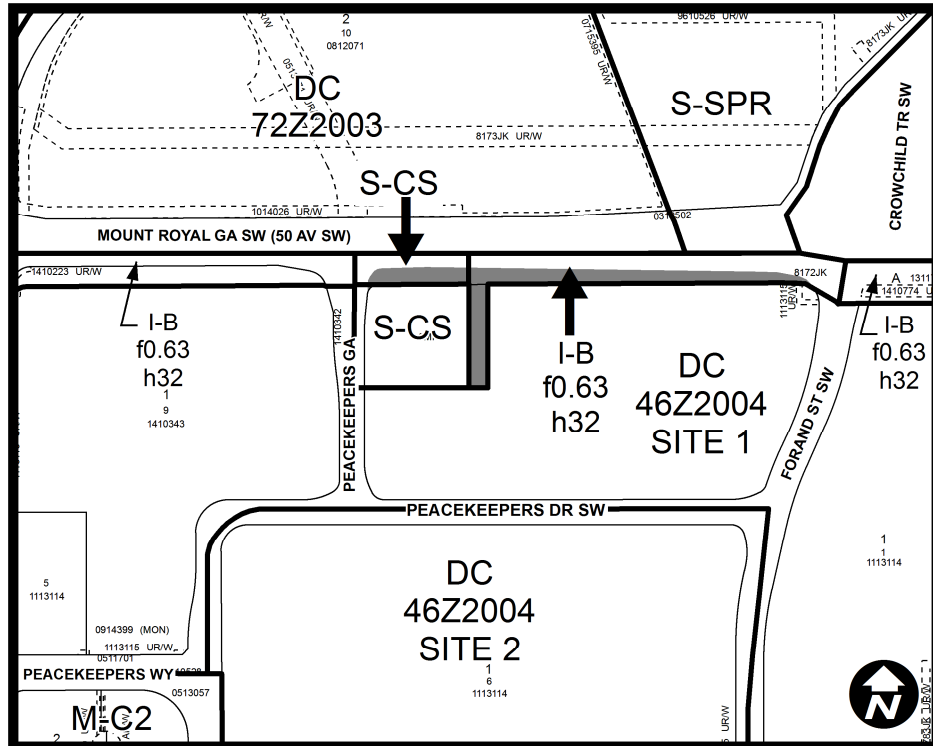 2
10
0812071
9610526 UR/W
0715395 UR/W
8173JK
DC
72Z2003
S-SPR
8173JK UR/W
CROWCHILD TR SW
S-CS
1014026 UR/W
MOUNT ROYAL GA SW (50 AV SW)
1410223 UR/W
8172JK
A
1410774
1113115
UR/W
I-B
f0.63
h32
1
9
1410343
1410342
S-CS
PEACEKEEPERS GA
I-B
f0.63
h32
DC
46Z2004
SITE 1
I-B
f0.63
h32
FORAND ST SW
PEACEKEEPERS DR SW
1
1
1113114
5
1113114
DC
46Z2004
SITE 2
1
6
1113114
0914399 (MON)
1113115 UR/W
0511701
PEACEKEEPERS WY
0513057
M-C2
2
UR/W
N